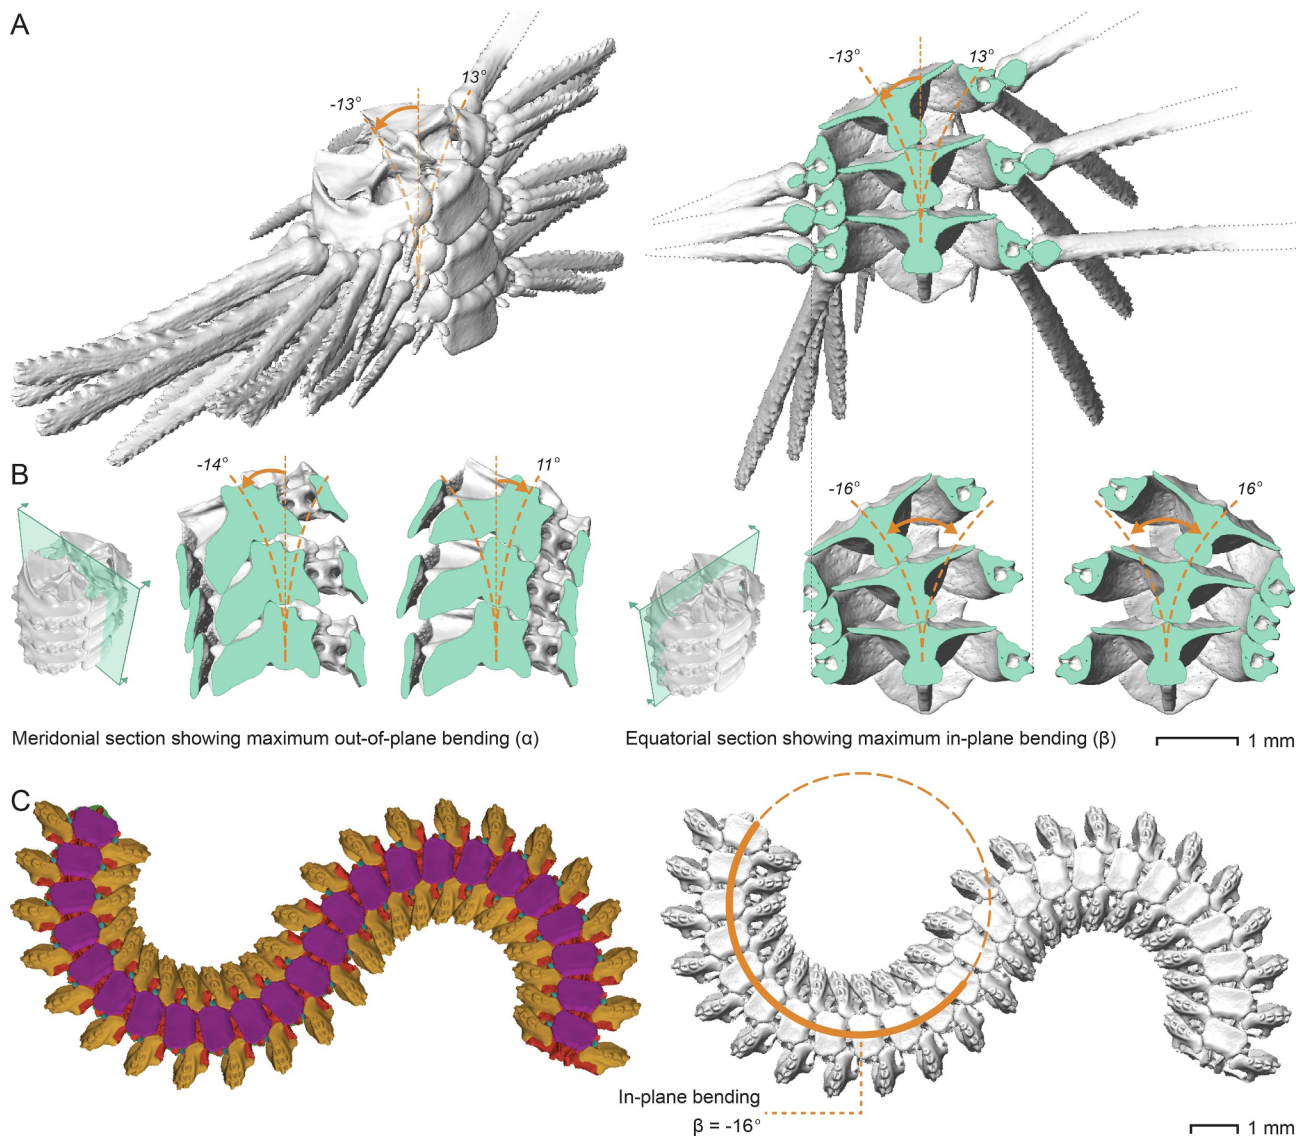 A
-13°
13°
-13°
13°
B
-14°
11°
-16°
16°
Meridonial section showing maximum out-of-plane bending (α)
Equatorial section showing maximum in-plane bending (β)
1 mm
C
In-plane bending
β = -16°
1 mm